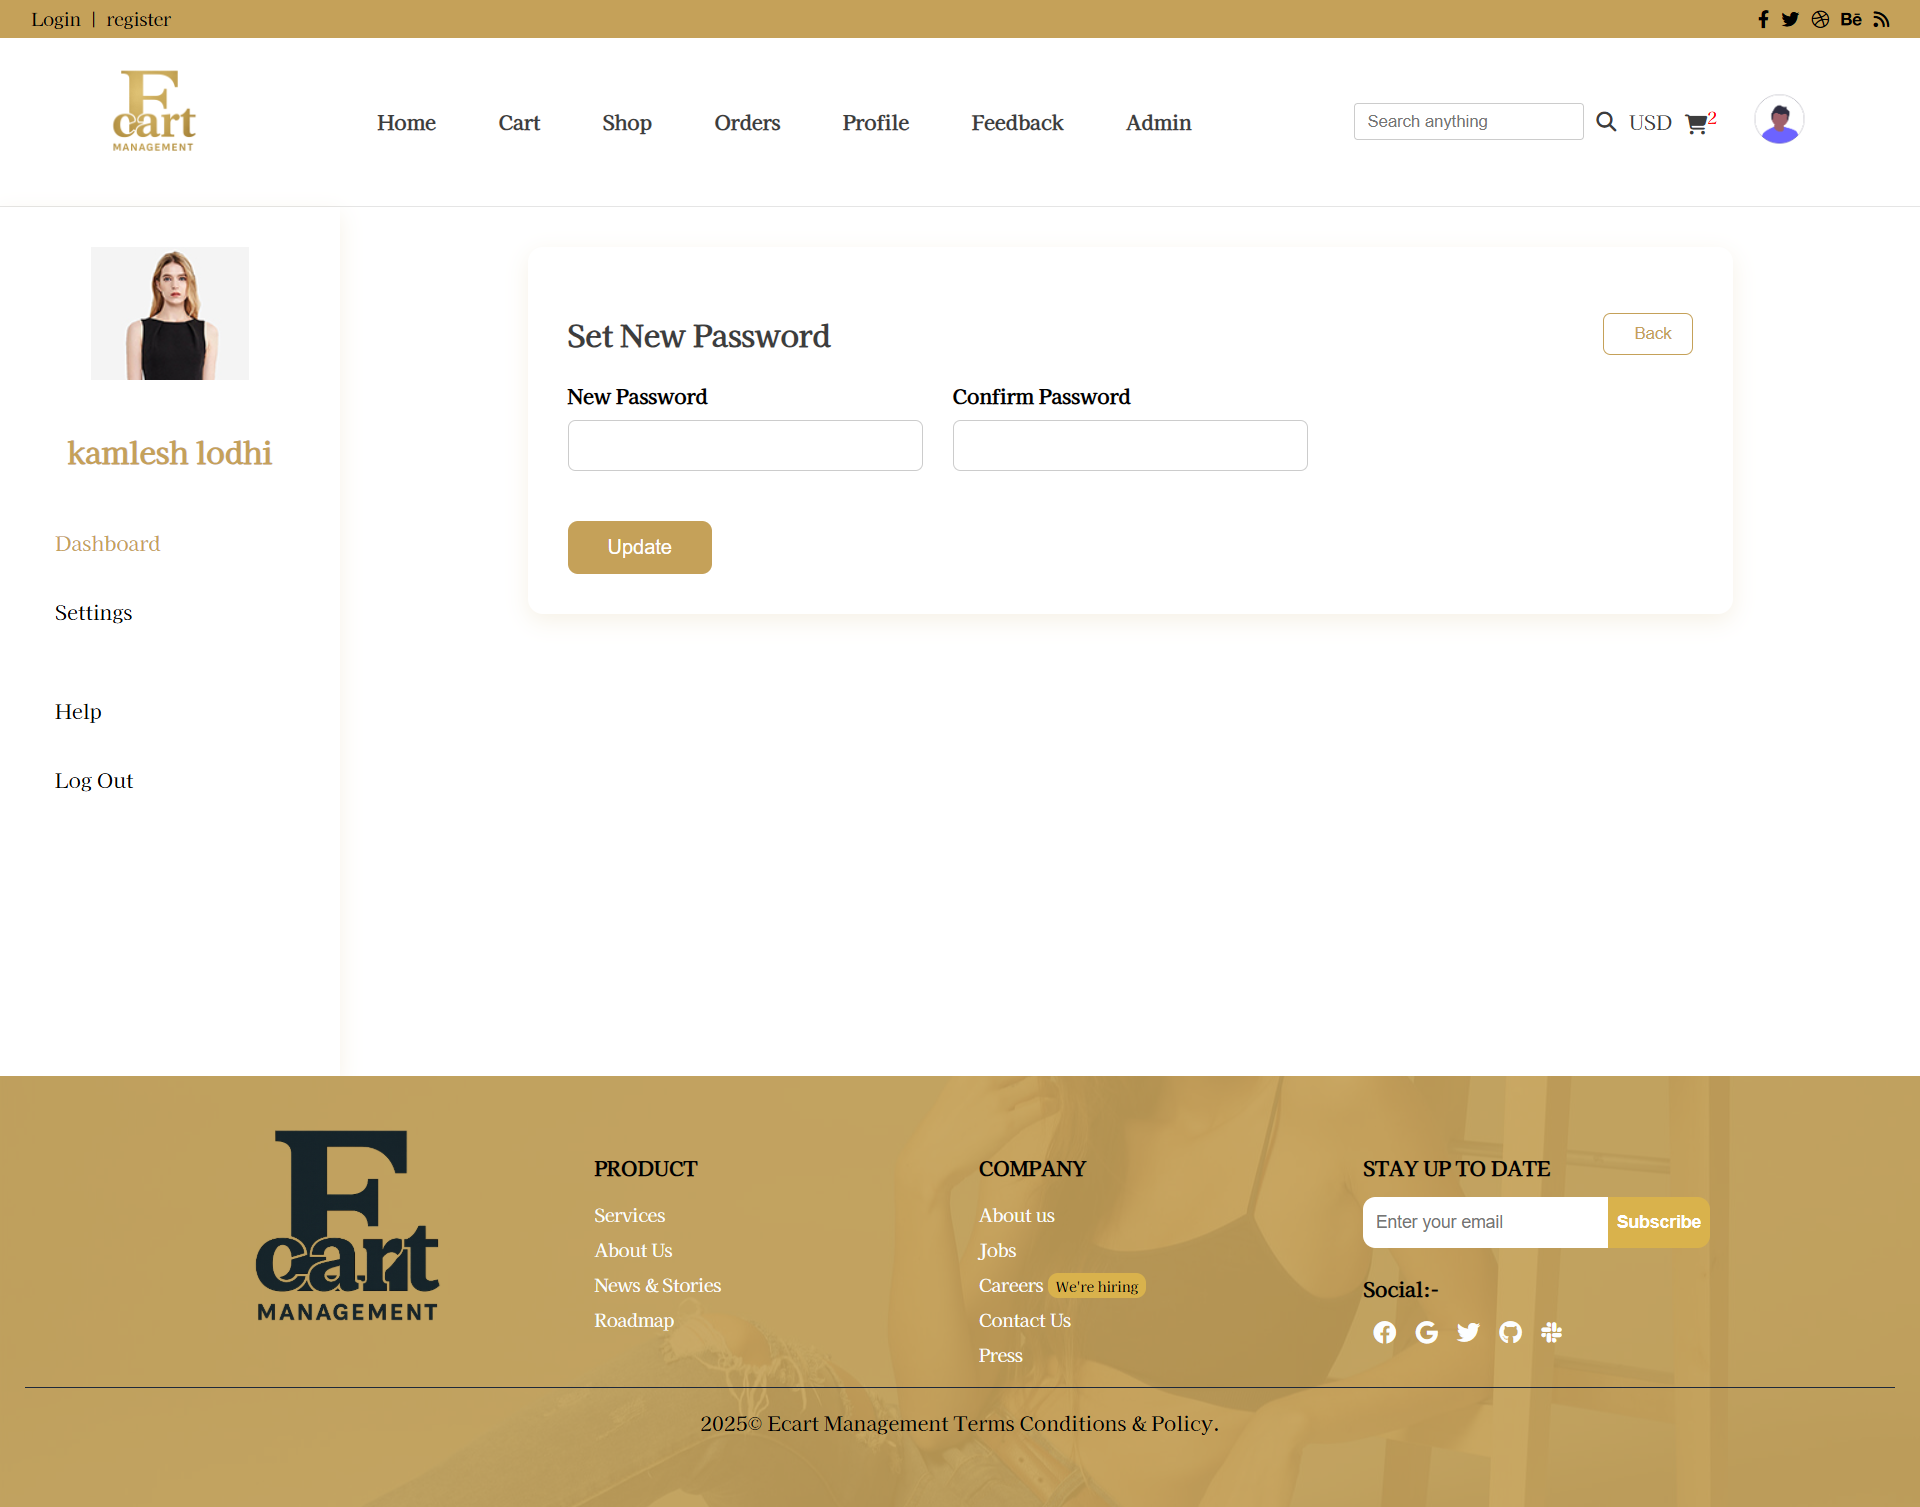 Login | register
Ecart
MANAGEMENT
Home Cart Shop Orders Profile Feedback Admin
Search anything
USD
2
kamlesh lodhi
Dashboard
Settings
Help
Log Out
Set New Password
Back
New Password
Confirm Password
Update
Ecart
MANAGEMENT
PRODUCT
Services
About Us
News & Stories
Roadmap
COMPANY
About us
Jobs
Careers We're hiring
Contact Us
Press
STAY UP TO DATE
Enter your email
Subscribe
Social:-
2025© Ecart Management Terms Conditions & Policy.